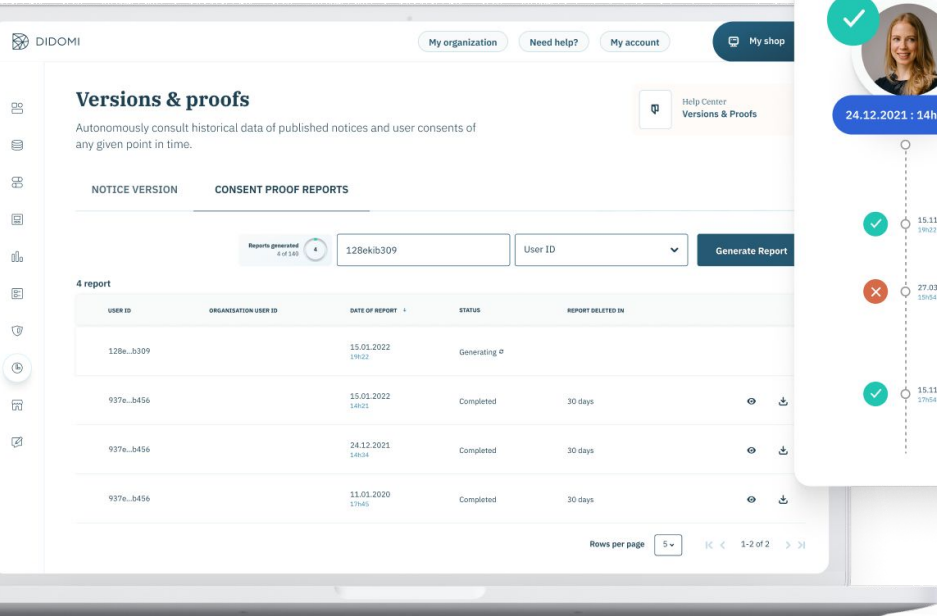 DIDOMI
My organization
Need help?
My account
My shop
Versions & proofs
Autonomously consult historical data of published notices and user consents of
any given point in time.
Help Center
Versions & Proofs
NOTICE VERSION
CONSENT PROOF REPORTS
Reports generated
4 of 140
4
128ekib309
User ID
Generate Report
4 report
USER ID
ORGANISATION USER ID
DATE OF REPORT
STATUS
REPORT DELETED IN
128e...b309
15.01.2022
19h22
Generating
937e...b456
15.01.2022
14h21
Completed
30 days
937e...b456
24.12.2021
14h34
Completed
30 days
937e...b456
11.01.2020
17h45
Completed
30 days
Rows per page
5
1-2 of 2
24.12.2021 : 14h
15.11
19h22
27.03
15h54
15.11
17h54